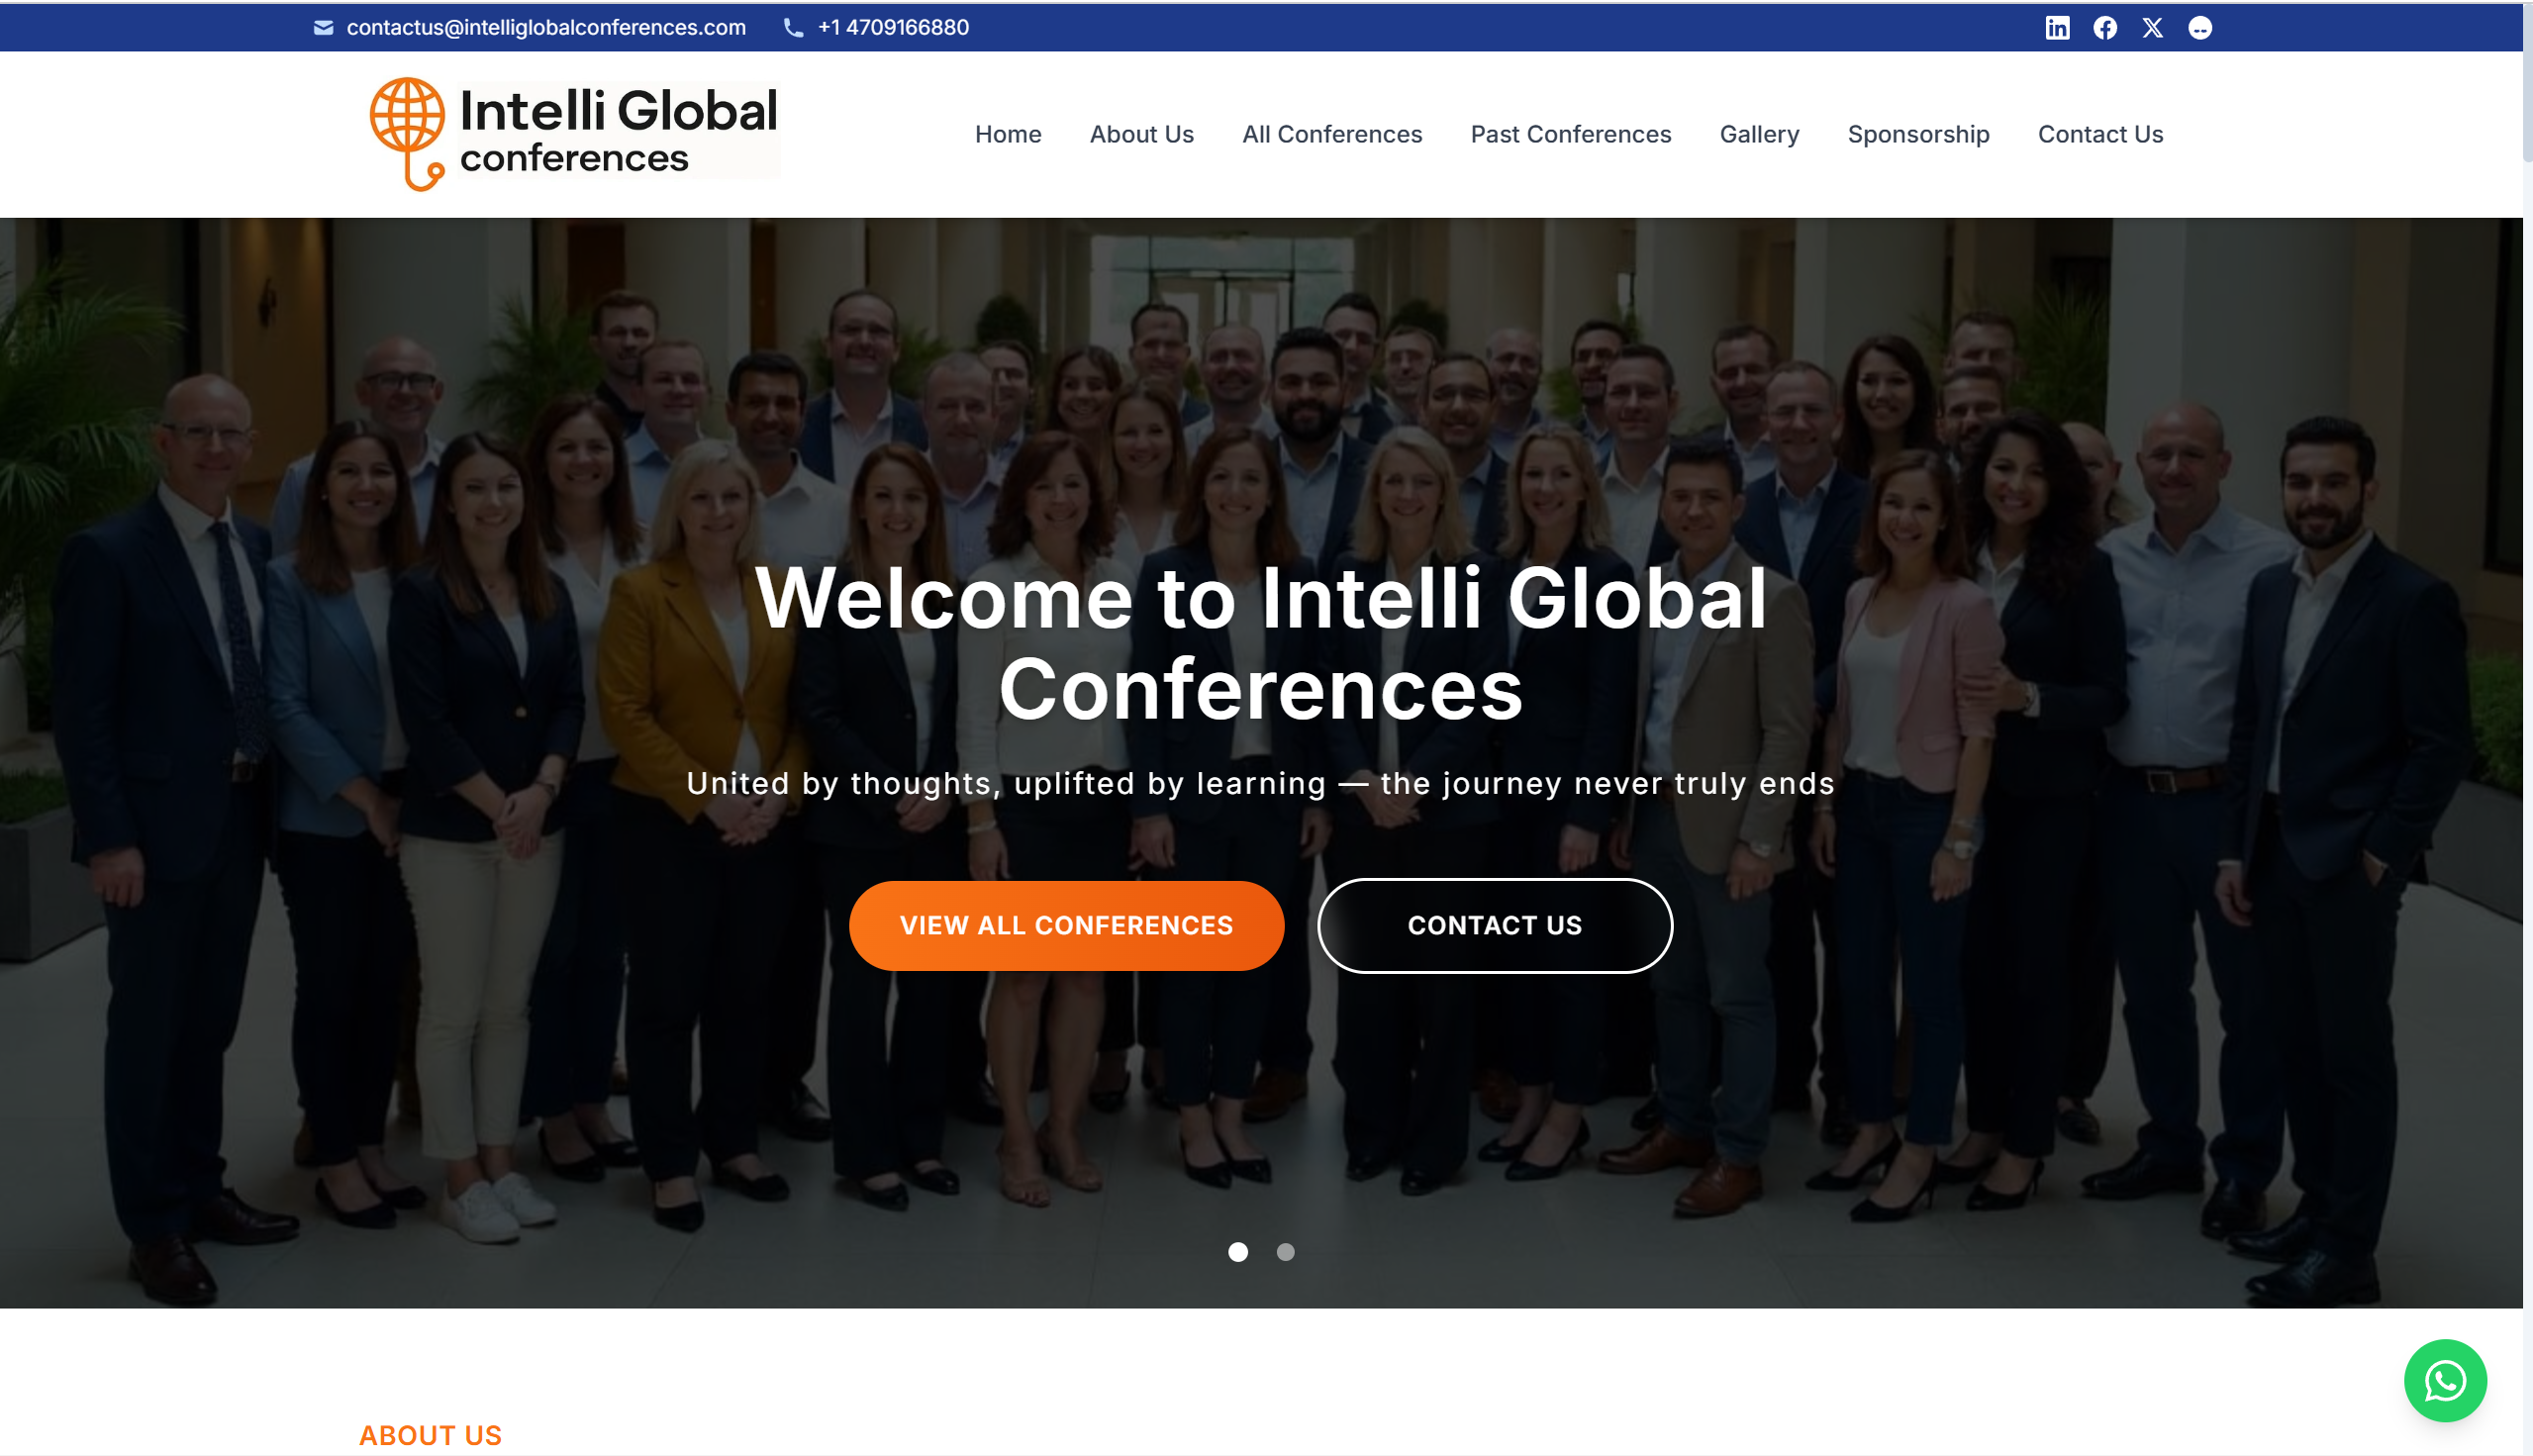 contactus@intelliglobalconferences.com +1 4709166880
Intelli Global
conferences
Home About Us All Conferences Past Conferences Gallery Sponsorship Contact Us
Welcome to Intelli Global
Conferences
United by thoughts, uplifted by learning — the journey never truly ends
VIEW ALL CONFERENCES CONTACT US
ABOUT US